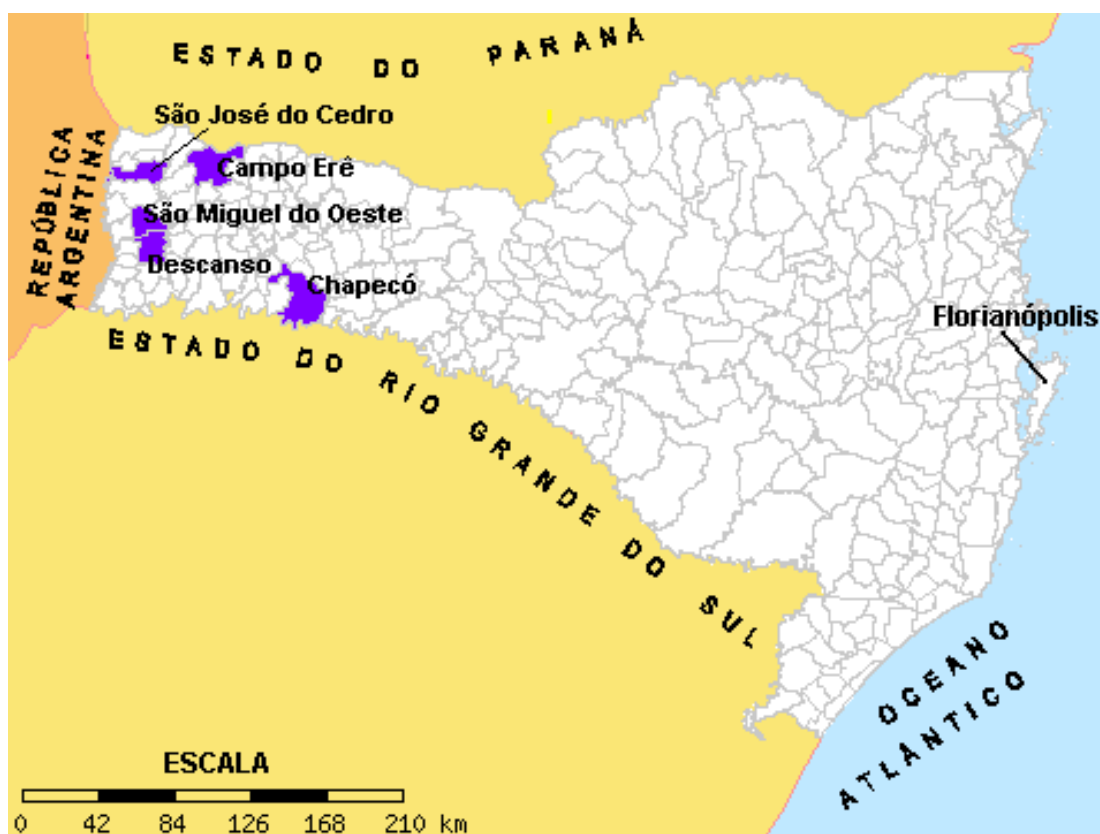 ESTADO DO PARANÁ
São José do Cedro
Campo Erê
REPÚBLICA
ARGENTINA
São Miguel do Oeste
Descanso
Chapecó
Florianópolis
ESTADO DO RIO GRANDE DO SUL
OCEANO
ATLÂNTICO
ESCALA
0 42 84 126 168 210 km